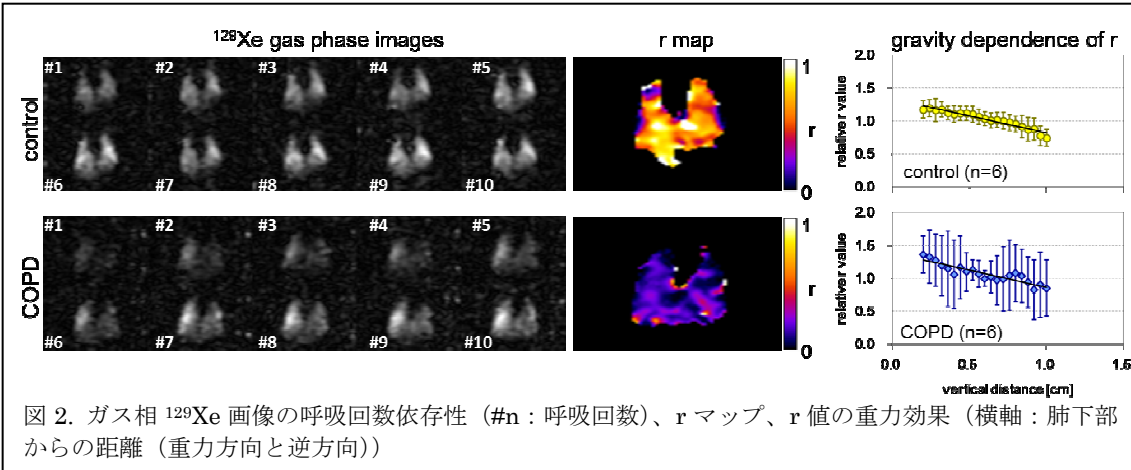 129Xe gas phase images
r map
gravity dependence of r
control
#1 #2 #3 #4 #5
#6 #7 #8 #9 #10
1
r
0
relative r value
2.0
1.5
1.0
0.5
0.0
control (n=6)
COPD
#1 #2 #3 #4 #5
#6 #7 #8 #9 #10
1
r
0
relative r value
2.0
1.5
1.0
0.5
0.0
COPD (n=6)
0.0 0.5 1.0 1.5
vertical distance [cm]
図 2. ガス相 129Xe 画像の呼吸回数依存性（#n：呼吸回数）、r マップ、r 値の重力効果（横軸：肺下部
からの距離（重力方向と逆方向））